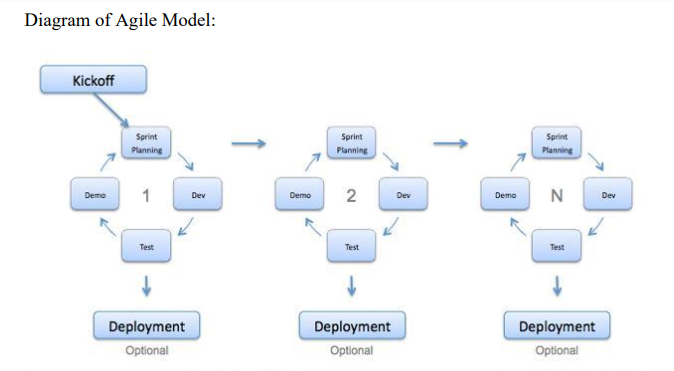 Diagram of Agile Model:
Kickoff
Sprint
Planning
Demo
1
Dev
Test
Deployment
Optional
Sprint
Planning
Demo
2
Dev
Test
Deployment
Optional
Sprint
Planning
Demo
N
Dev
Test
Deployment
Optional